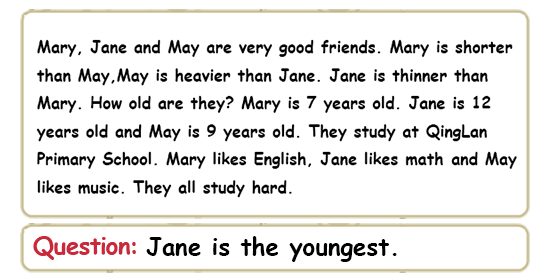 Mary, Jane and May are very good friends. Mary is shorter
than May,May is heavier than Jane. Jane is thinner than
Mary. How old are they? Mary is 7 years old. Jane is 12
years old and May is 9 years old. They study at QingLan
Primary School. Mary likes English, Jane likes math and May
likes music. They all study hard.
Question: Jane is the youngest.